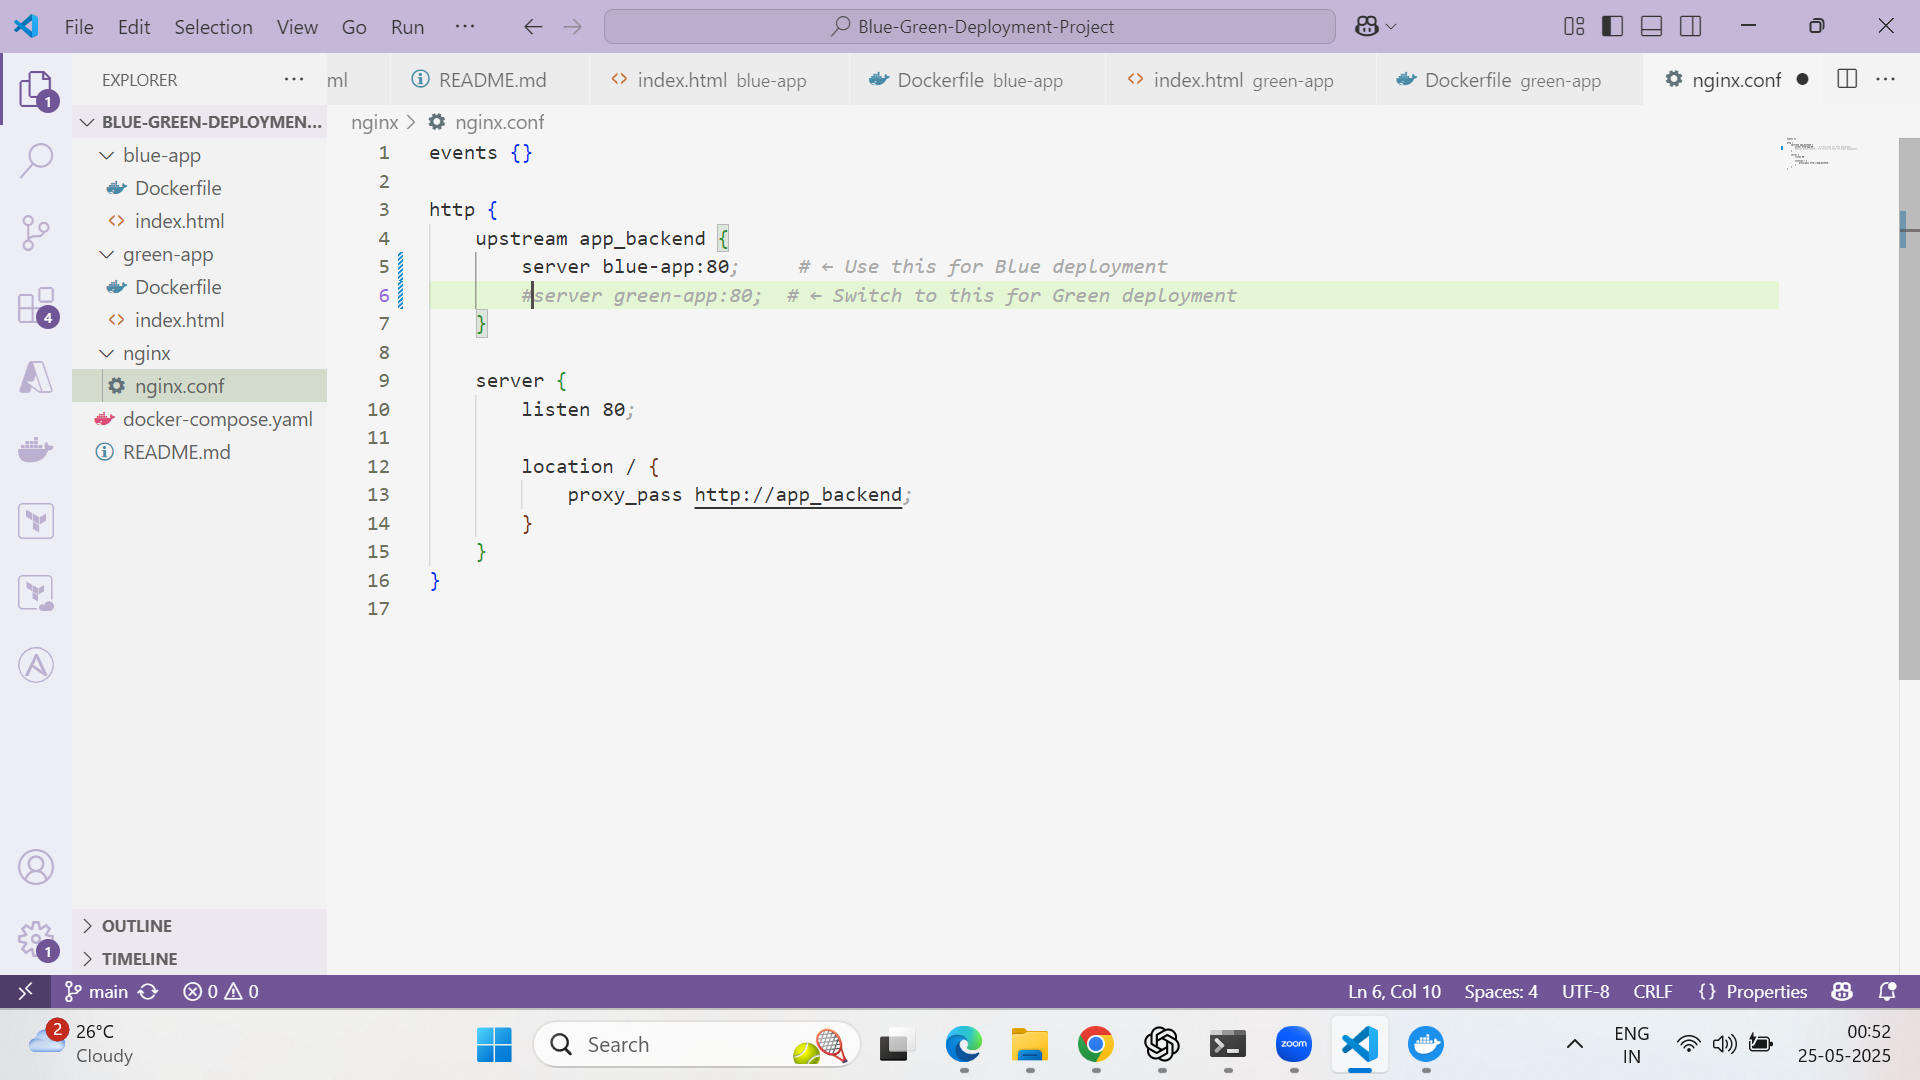 File Edit Selection View Go Run ··· Blue-Green-Deployment-Project
EXPLORER ···
ml README.md index.html blue-app Dockerfile blue-app index.html green-app Dockerfile green-app nginx.conf ● ···
BLUE-GREEN-DEPLOYMEN...
blue-app
Dockerfile
index.html
green-app
Dockerfile
index.html
nginx
nginx.conf
docker-compose.yaml
README.md
OUTLINE
TIMELINE
1
4
1
nginx > nginx.conf
1 events {}
2
3 http {
4 upstream app_backend {
5 server blue-app:80; # ← Use this for Blue deployment
6 #server green-app:80; # ← Switch to this for Green deployment
7 }
8
9 server {
10 listen 80;
11
12 location / {
13 proxy_pass http://app_backend;
14 }
15 }
16 }
17
main 0 0 Ln 6, Col 10 Spaces: 4 UTF-8 CRLF {} Properties
2 26°C
Cloudy
Search
zoom
ENG
IN
00:52
25-05-2025